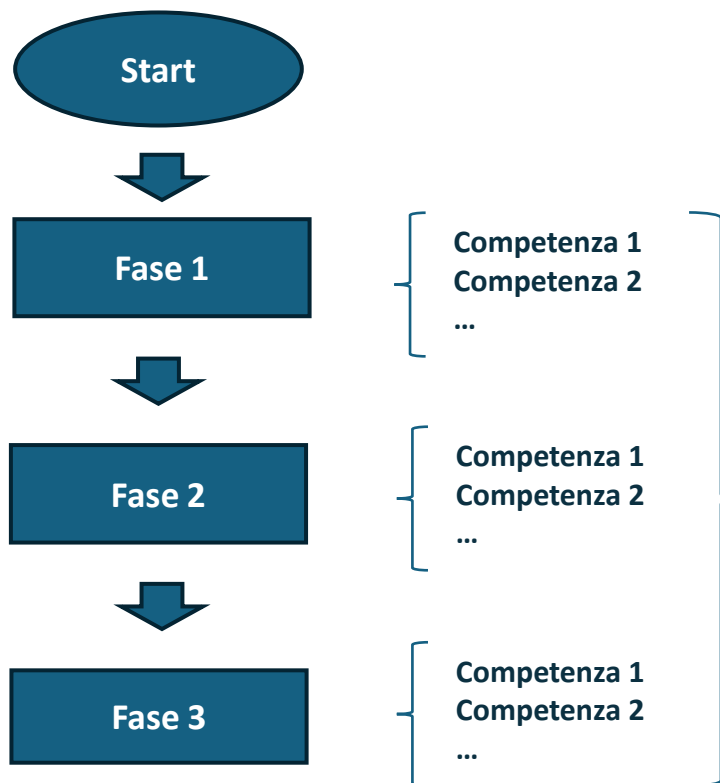 Start
Fase 1
Competenza 1
Competenza 2
...
Fase 2
Competenza 1
Competenza 2
...
Fase 3
Competenza 1
Competenza 2
...